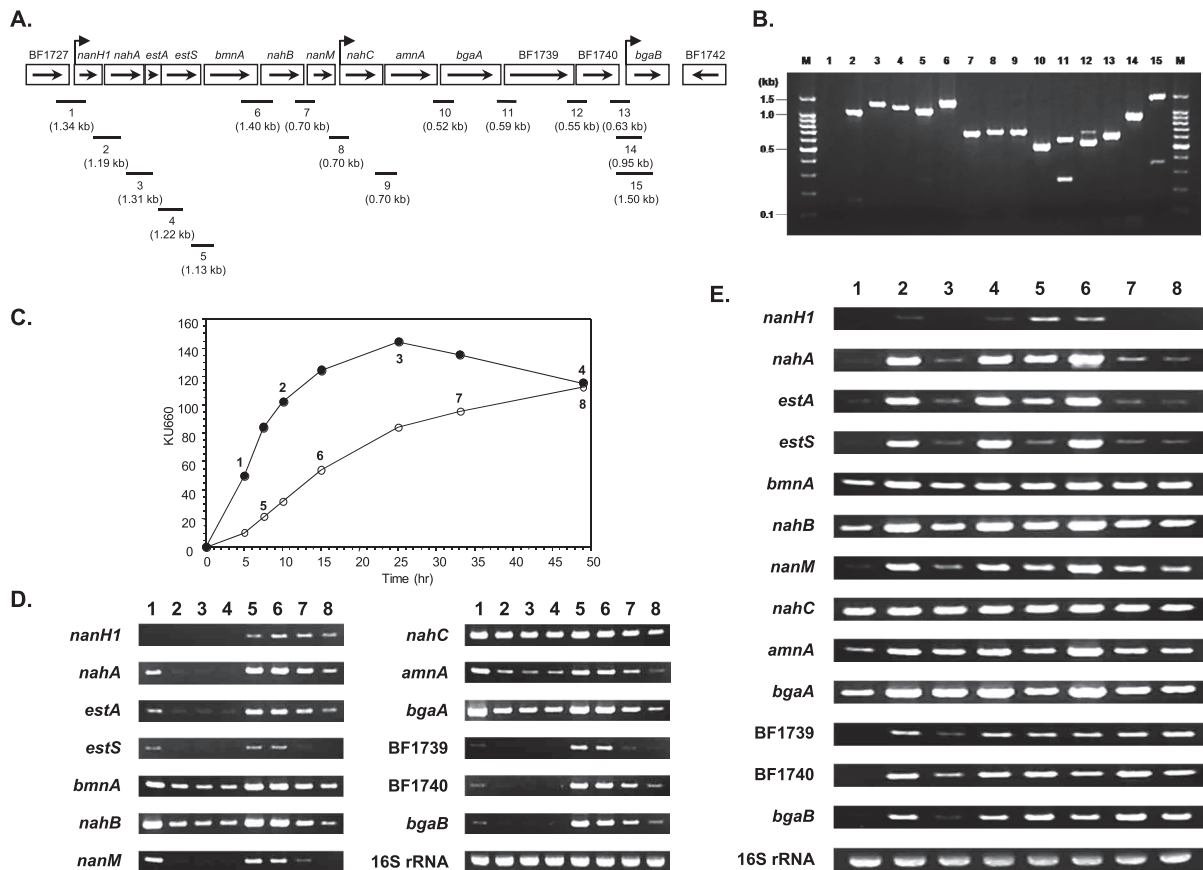 A.
BF1727 nanH1 nahA estA estS bmnA nahB nanM nahC amnA bgaA BF1739 BF1740 bgaB BF1742
1 6 7 10 11 12 13
(1.34 kb) (1.40 kb) (0.70 kb) (0.52 kb) (0.59 kb) (0.55 kb) (0.63 kb)
2 8 14
(1.19 kb) (0.70 kb) (0.95 kb)
3 9 15
(1.31 kb) (0.70 kb) (1.50 kb)
4
(1.22 kb)
5
(1.13 kb)
B.
M 1 2 3 4 5 6 7 8 9 10 11 12 13 14 15 M
(kb)
1.5
1.0
0.5
0.1
C.
160
140
120
100
80
60
40
20
0
KU660
1 2 3 4
5 6 7 8
0 5 10 15 20 25 30 35 40 45 50
Time (hr)
D.
1 2 3 4 5 6 7 8
nanH1
nahA
estA
estS
bmnA
nahB
nanM
1 2 3 4 5 6 7 8
nahC
amnA
bgaA
BF1739
BF1740
bgaB
16S rRNA
E.
1 2 3 4 5 6 7 8
nanH1
nahA
estA
estS
bmnA
nahB
nanM
nahC
amnA
bgaA
BF1739
BF1740
bgaB
16S rRNA